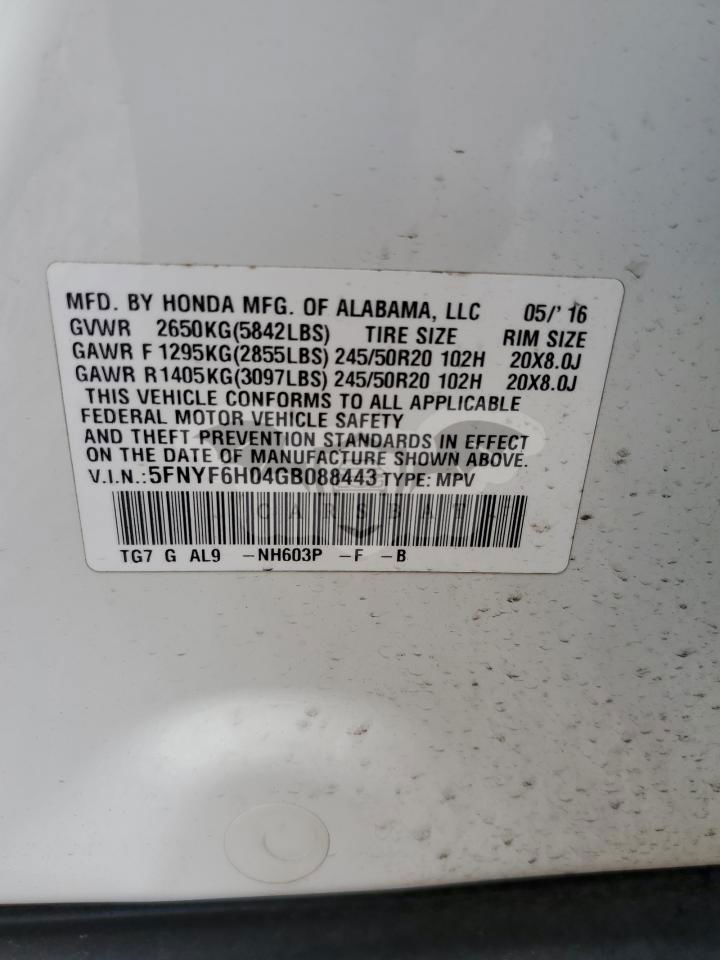 MFD. BY HONDA MFG. OF ALABAMA, LLC 05/' 16
GVWR 2650KG(5842LBS) TIRE SIZE RIM SIZE
GAWR F 1295KG(2855LBS) 245/50R20 102H 20X8.0J
GAWR R 1405KG(3097LBS) 245/50R20 102H 20X8.0J
THIS VEHICLE CONFORMS TO ALL APPLICABLE
FEDERAL MOTOR VEHICLE SAFETY
AND THEFT PREVENTION STANDARDS IN EFFECT
ON THE DATE OF MANUFACTURE SHOWN ABOVE.
V.I.N.:5FNYF6H04GB088443 TYPE: MPV
TG7 G AL9 -NH603P -F -B